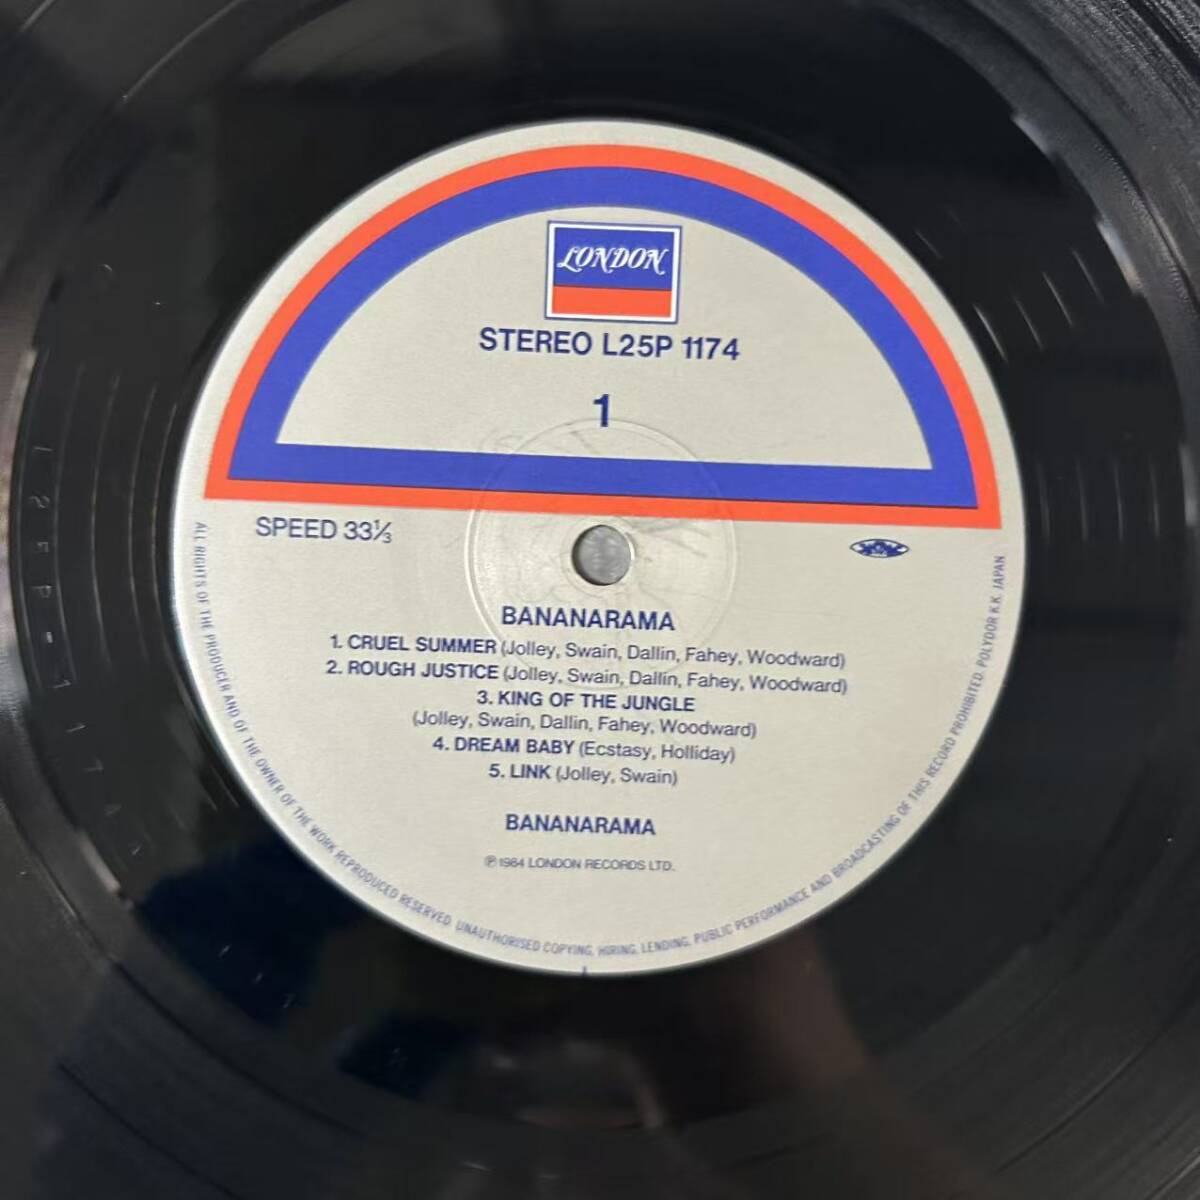 LONDON
STEREO L25P 1174
1
SPEED 33⅓
BANANARAMA
1. CRUEL SUMMER (Jolley, Swain, Dallin, Fahey, Woodward)
2. ROUGH JUSTICE (Jolley, Swain, Dallin, Fahey, Woodward)
3. KING OF THE JUNGLE
(Jolley, Swain, Dallin, Fahey, Woodward)
4. DREAM BABY (Ecstasy, Holliday)
5. LINK (Jolley, Swain)
BANANARAMA
℗ 1984 LONDON RECORDS LTD.
ALL RIGHTS OF THE PRODUCER AND OF THE OWNER OF THE WORK REPRODUCED RESERVED. UNAUTHORISED COPYING, HIRING, LENDING, PUBLIC PERFORMANCE AND BROADCASTING OF THIS RECORD PROHIBITED. POLYDOR K.K. JAPAN